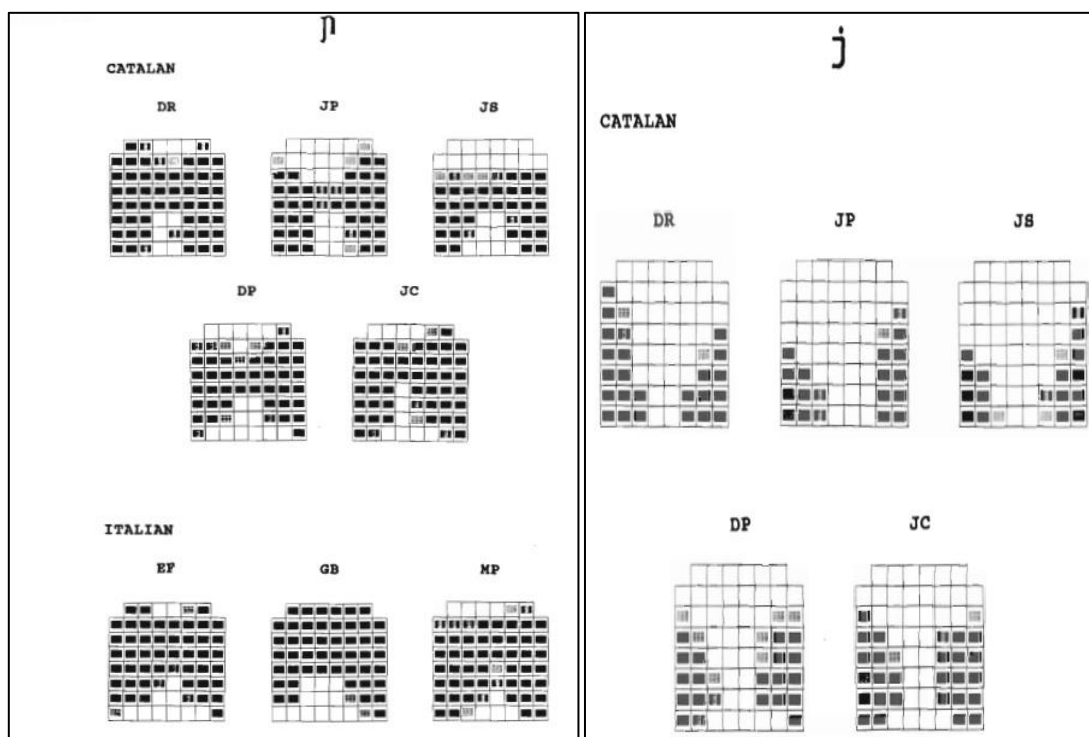 ɲ
CATALAN
DR JP JS
DP JC
ITALIAN
EF GB MP
j
CATALAN
DR JP JS
DP JC